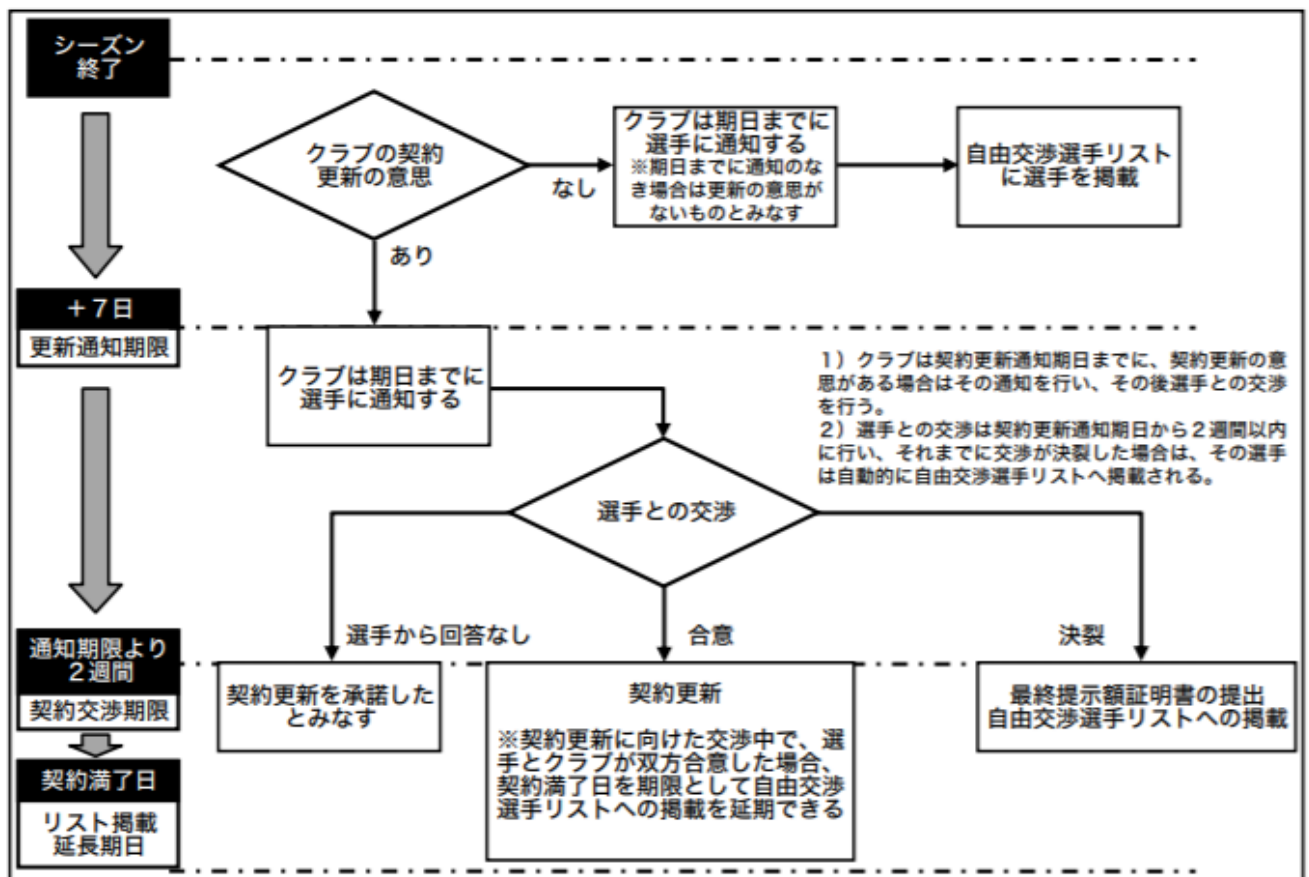 シーズン
終了
クラブの契約
更新の意思
なし
あり
クラブは期日までに
選手に通知する
※期日までに通知のな
き場合は更新の意思が
ないものとみなす
自由交渉選手リスト
に選手を掲載
+7日
更新通知期限
クラブは期日までに
選手に通知する
1)クラブは契約更新通知期日までに、契約更新の意
思がある場合はその通知を行い、その後選手との交渉
を行う。
2)選手との交渉は契約更新通知期日から2週間以内
に行い、それまでに交渉が決裂した場合は、その選手
は自動的に自由交渉選手リストへ掲載される。
選手との交渉
選手から回答なし
合意
決裂
通知期限より
2週間
契約交渉期限
契約更新を承諾した
とみなす
契約更新
※契約更新に向けた交渉中で、選
手とクラブが双方合意した場合、
契約満了日を期限として自由交渉
選手リストへの掲載を延期できる
最終提示額証明書の提出
自由交渉選手リストへの掲載
契約満了日
リスト掲載
延長期日